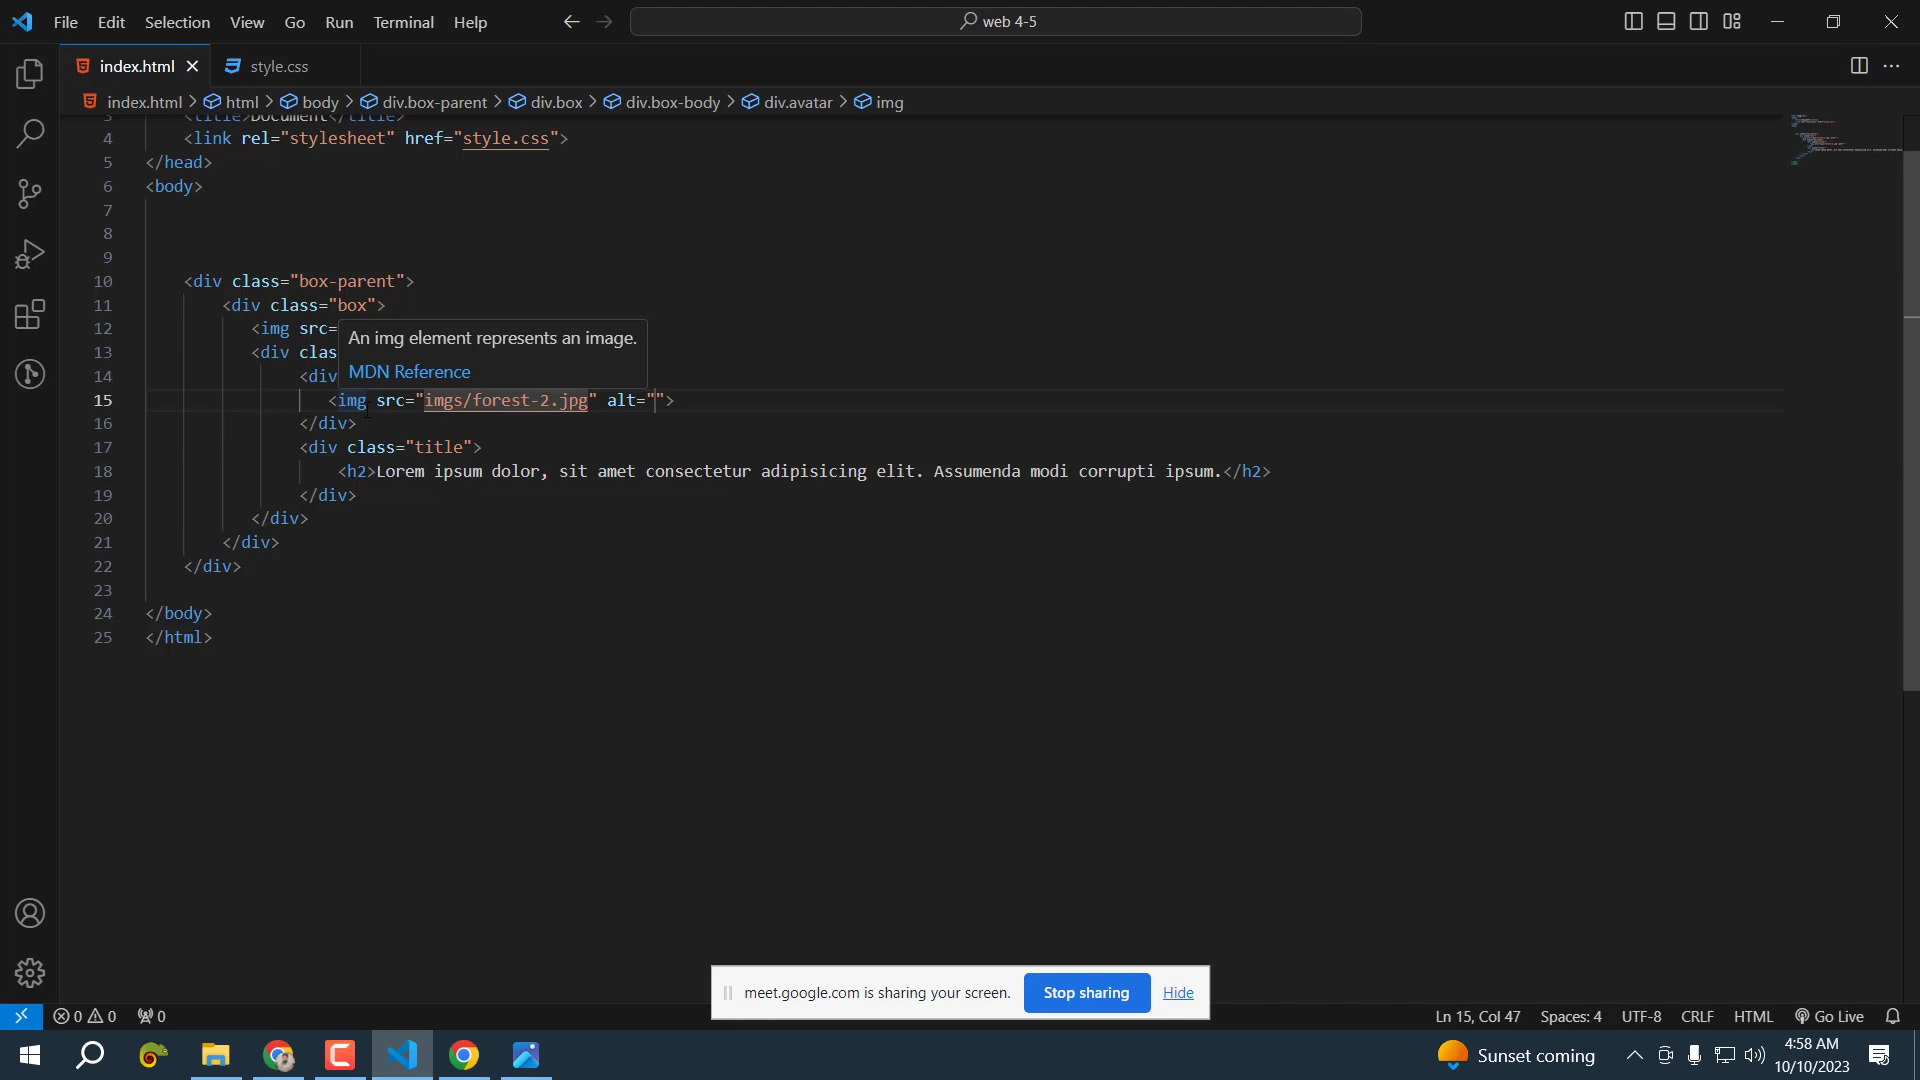 File Edit Selection View Go Run Terminal Help web 4-5
index.html style.css
index.html > html > body > div.box-parent > div.box > div.box-body > div.avatar > img
3 <title>Document</title>
4 <link rel="stylesheet" href="style.css">
5 </head>
6 <body>
7
8
9
10 <div class="box-parent">
11 <div class="box">
12 <img src=
An img element represents an image.
13 <div clas
MDN Reference
14 <div
15 <img src="imgs/forest-2.jpg" alt="">
16 </div>
17 <div class="title">
18 <h2>Lorem ipsum dolor, sit amet consectetur adipisicing elit. Assumenda modi corrupti ipsum.</h2>
19 </div>
20 </div>
21 </div>
22 </div>
23
24 </body>
25 </html>
meet.google.com is sharing your screen. Stop sharing Hide
0 0 0 Ln 15, Col 47 Spaces: 4 UTF-8 CRLF HTML Go Live
Sunset coming 4:58 AM
10/10/2023